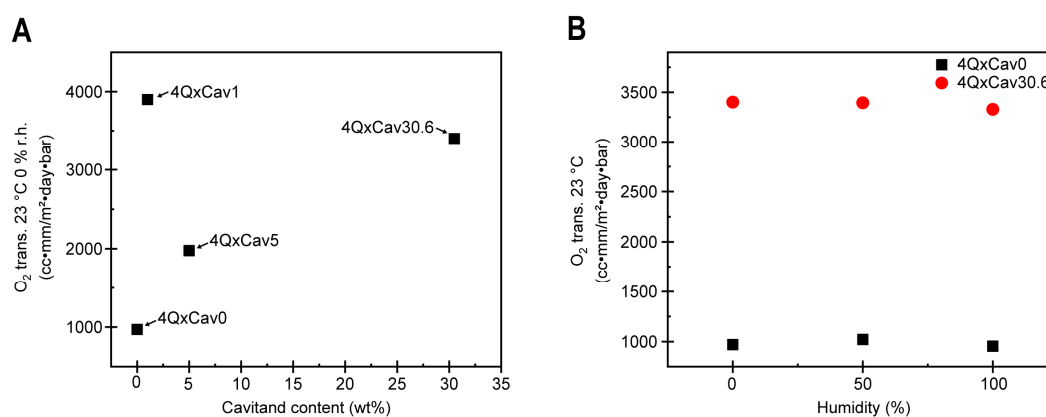 A
O₂ trans. 23 °C 0 % r.h.
(cc•mm/m²•day•bar)
4000
3000
2000
1000
4QxCav1
4QxCav30.6
4QxCav5
4QxCav0
0 5 10 15 20 25 30 35
Cavitand content (wt%)
B
O₂ trans. 23 °C
(cc•mm/m²•day•bar)
4QxCav0
4QxCav30.6
3500
3000
2500
2000
1500
1000
0 50 100
Humidity (%)